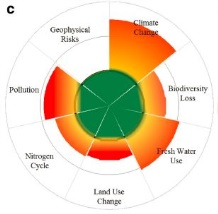 c
Geophysical
Risks
Climate
Change
Pollution
Biodiversity
Loss
Nitrogen
Cycle
Fresh Water
Use
Land Use
Change